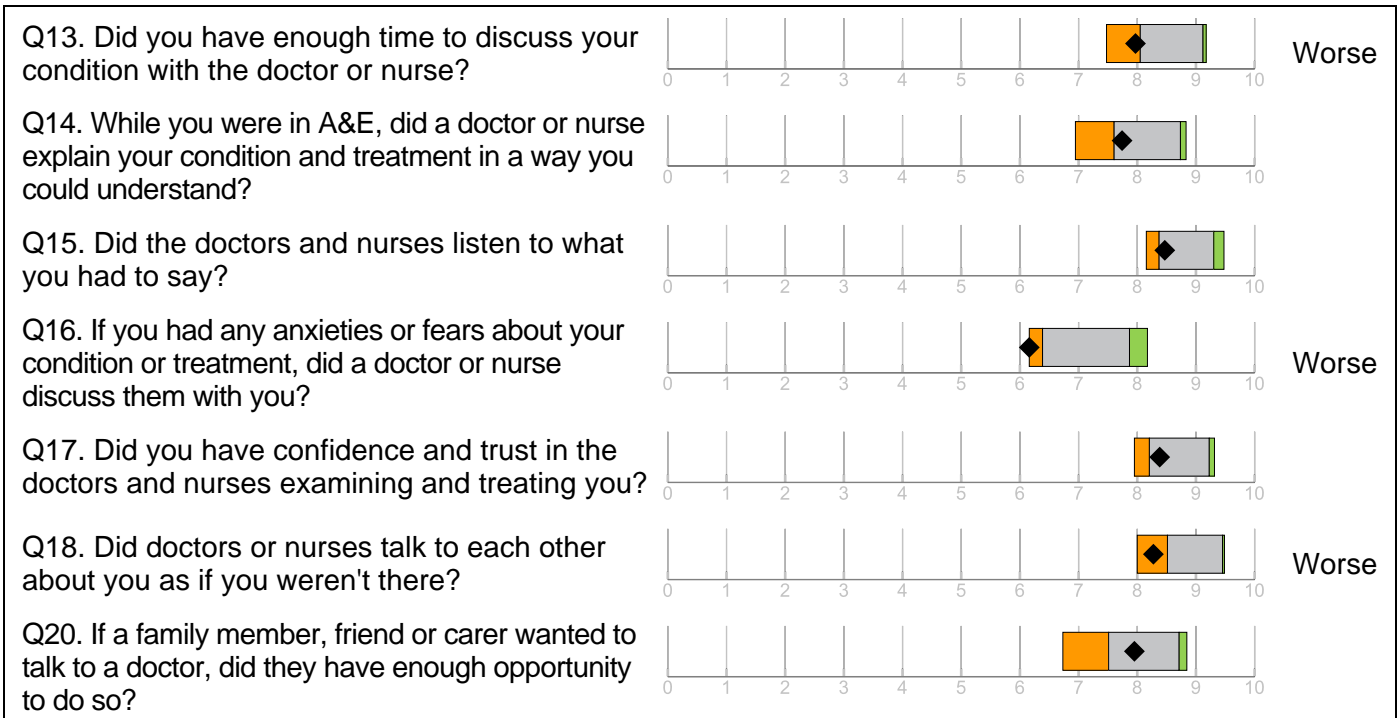 Q13. Did you have enough time to discuss your
condition with the doctor or nurse?
Worse
0 1 2 3 4 5 6 7 8 9 10
Q14. While you were in A&E, did a doctor or nurse
explain your condition and treatment in a way you
could understand?
0 1 2 3 4 5 6 7 8 9 10
Q15. Did the doctors and nurses listen to what
you had to say?
0 1 2 3 4 5 6 7 8 9 10
Q16. If you had any anxieties or fears about your
condition or treatment, did a doctor or nurse
discuss them with you?
Worse
0 1 2 3 4 5 6 7 8 9 10
Q17. Did you have confidence and trust in the
doctors and nurses examining and treating you?
0 1 2 3 4 5 6 7 8 9 10
Q18. Did doctors or nurses talk to each other
about you as if you weren't there?
Worse
0 1 2 3 4 5 6 7 8 9 10
Q20. If a family member, friend or carer wanted to
talk to a doctor, did they have enough opportunity
to do so?
0 1 2 3 4 5 6 7 8 9 10